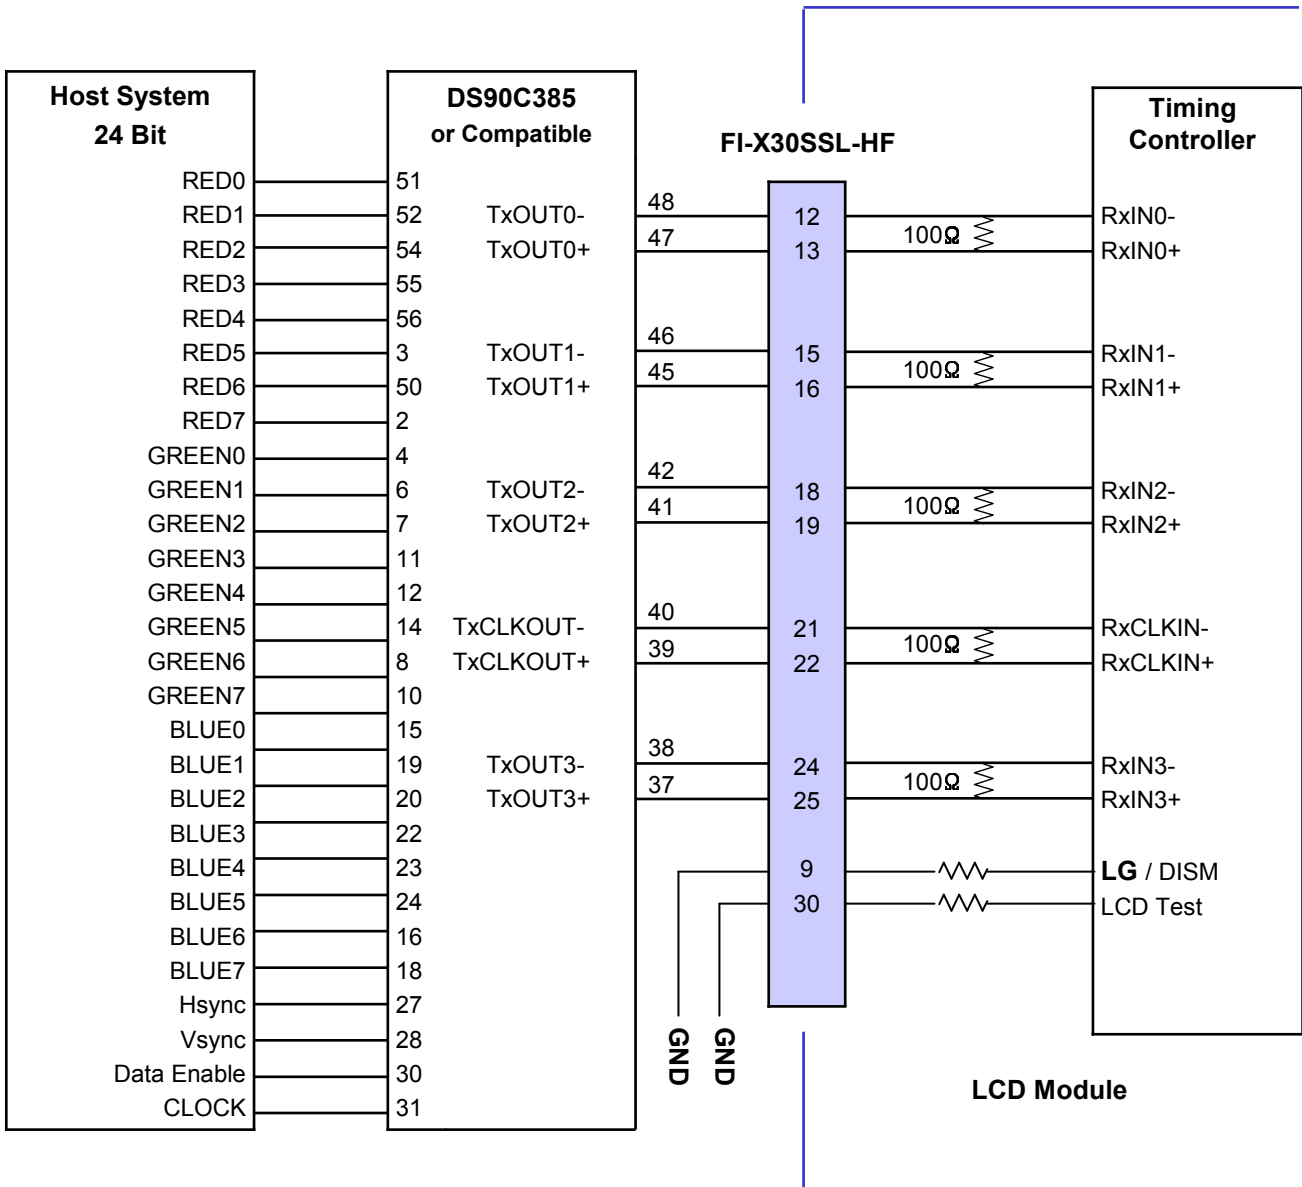 Host System
24 Bit
RED0
RED1
RED2
RED3
RED4
RED5
RED6
RED7
GREEN0
GREEN1
GREEN2
GREEN3
GREEN4
GREEN5
GREEN6
GREEN7
BLUE0
BLUE1
BLUE2
BLUE3
BLUE4
BLUE5
BLUE6
BLUE7
Hsync
Vsync
Data Enable
CLOCK
DS90C385
or Compatible
51
52 TxOUT0-
54 TxOUT0+
55
56
3 TxOUT1-
50 TxOUT1+
2
4
6 TxOUT2-
7 TxOUT2+
11
12
14 TxCLKOUT-
8 TxCLKOUT+
10
15
19 TxOUT3-
20 TxOUT3+
22
23
24
16
18
27
28
30
31
48
47
46
45
42
41
40
39
38
37
GND
GND
FI-X30SSL-HF
12
13
15
16
18
19
21
22
24
25
9
30
100Ω
100Ω
100Ω
100Ω
100Ω
Timing
Controller
RxIN0-
RxIN0+
RxIN1-
RxIN1+
RxIN2-
RxIN2+
RxCLKIN-
RxCLKIN+
RxIN3-
RxIN3+
LG / DISM
LCD Test
LCD Module